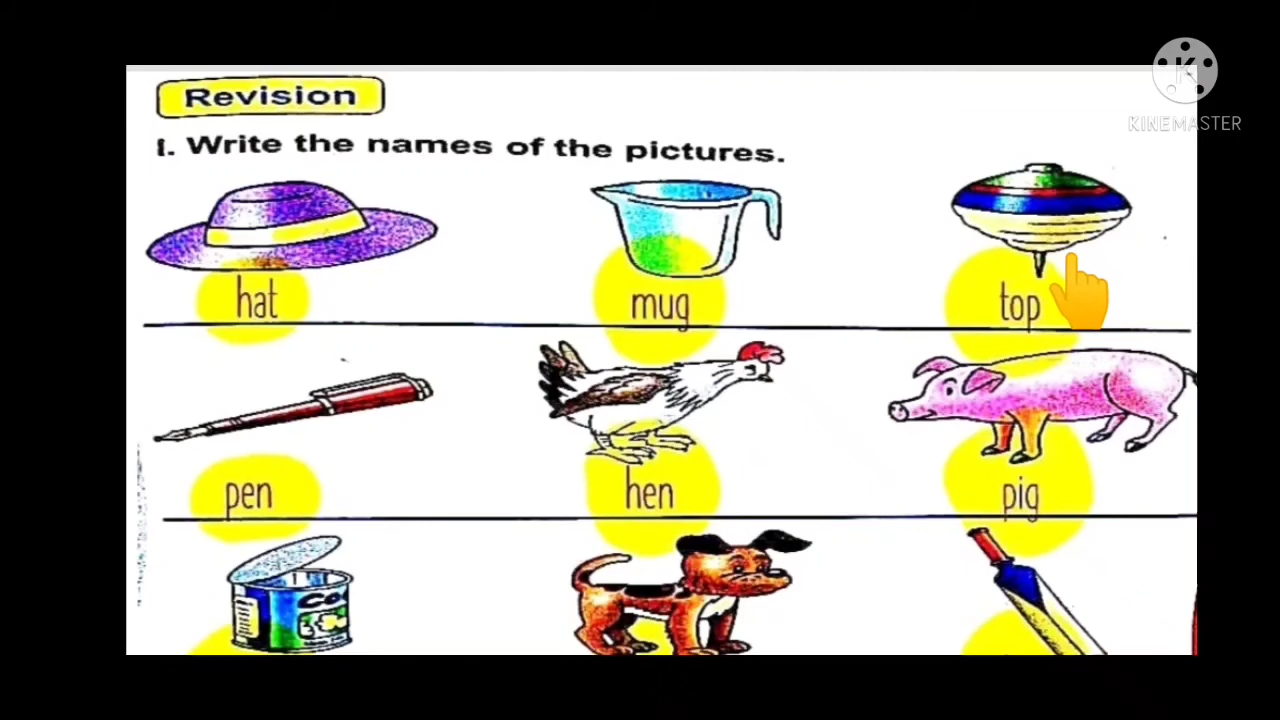 Revision
I. Write the names of the pictures.
hat mug top
pen hen pig
KINEMASTER